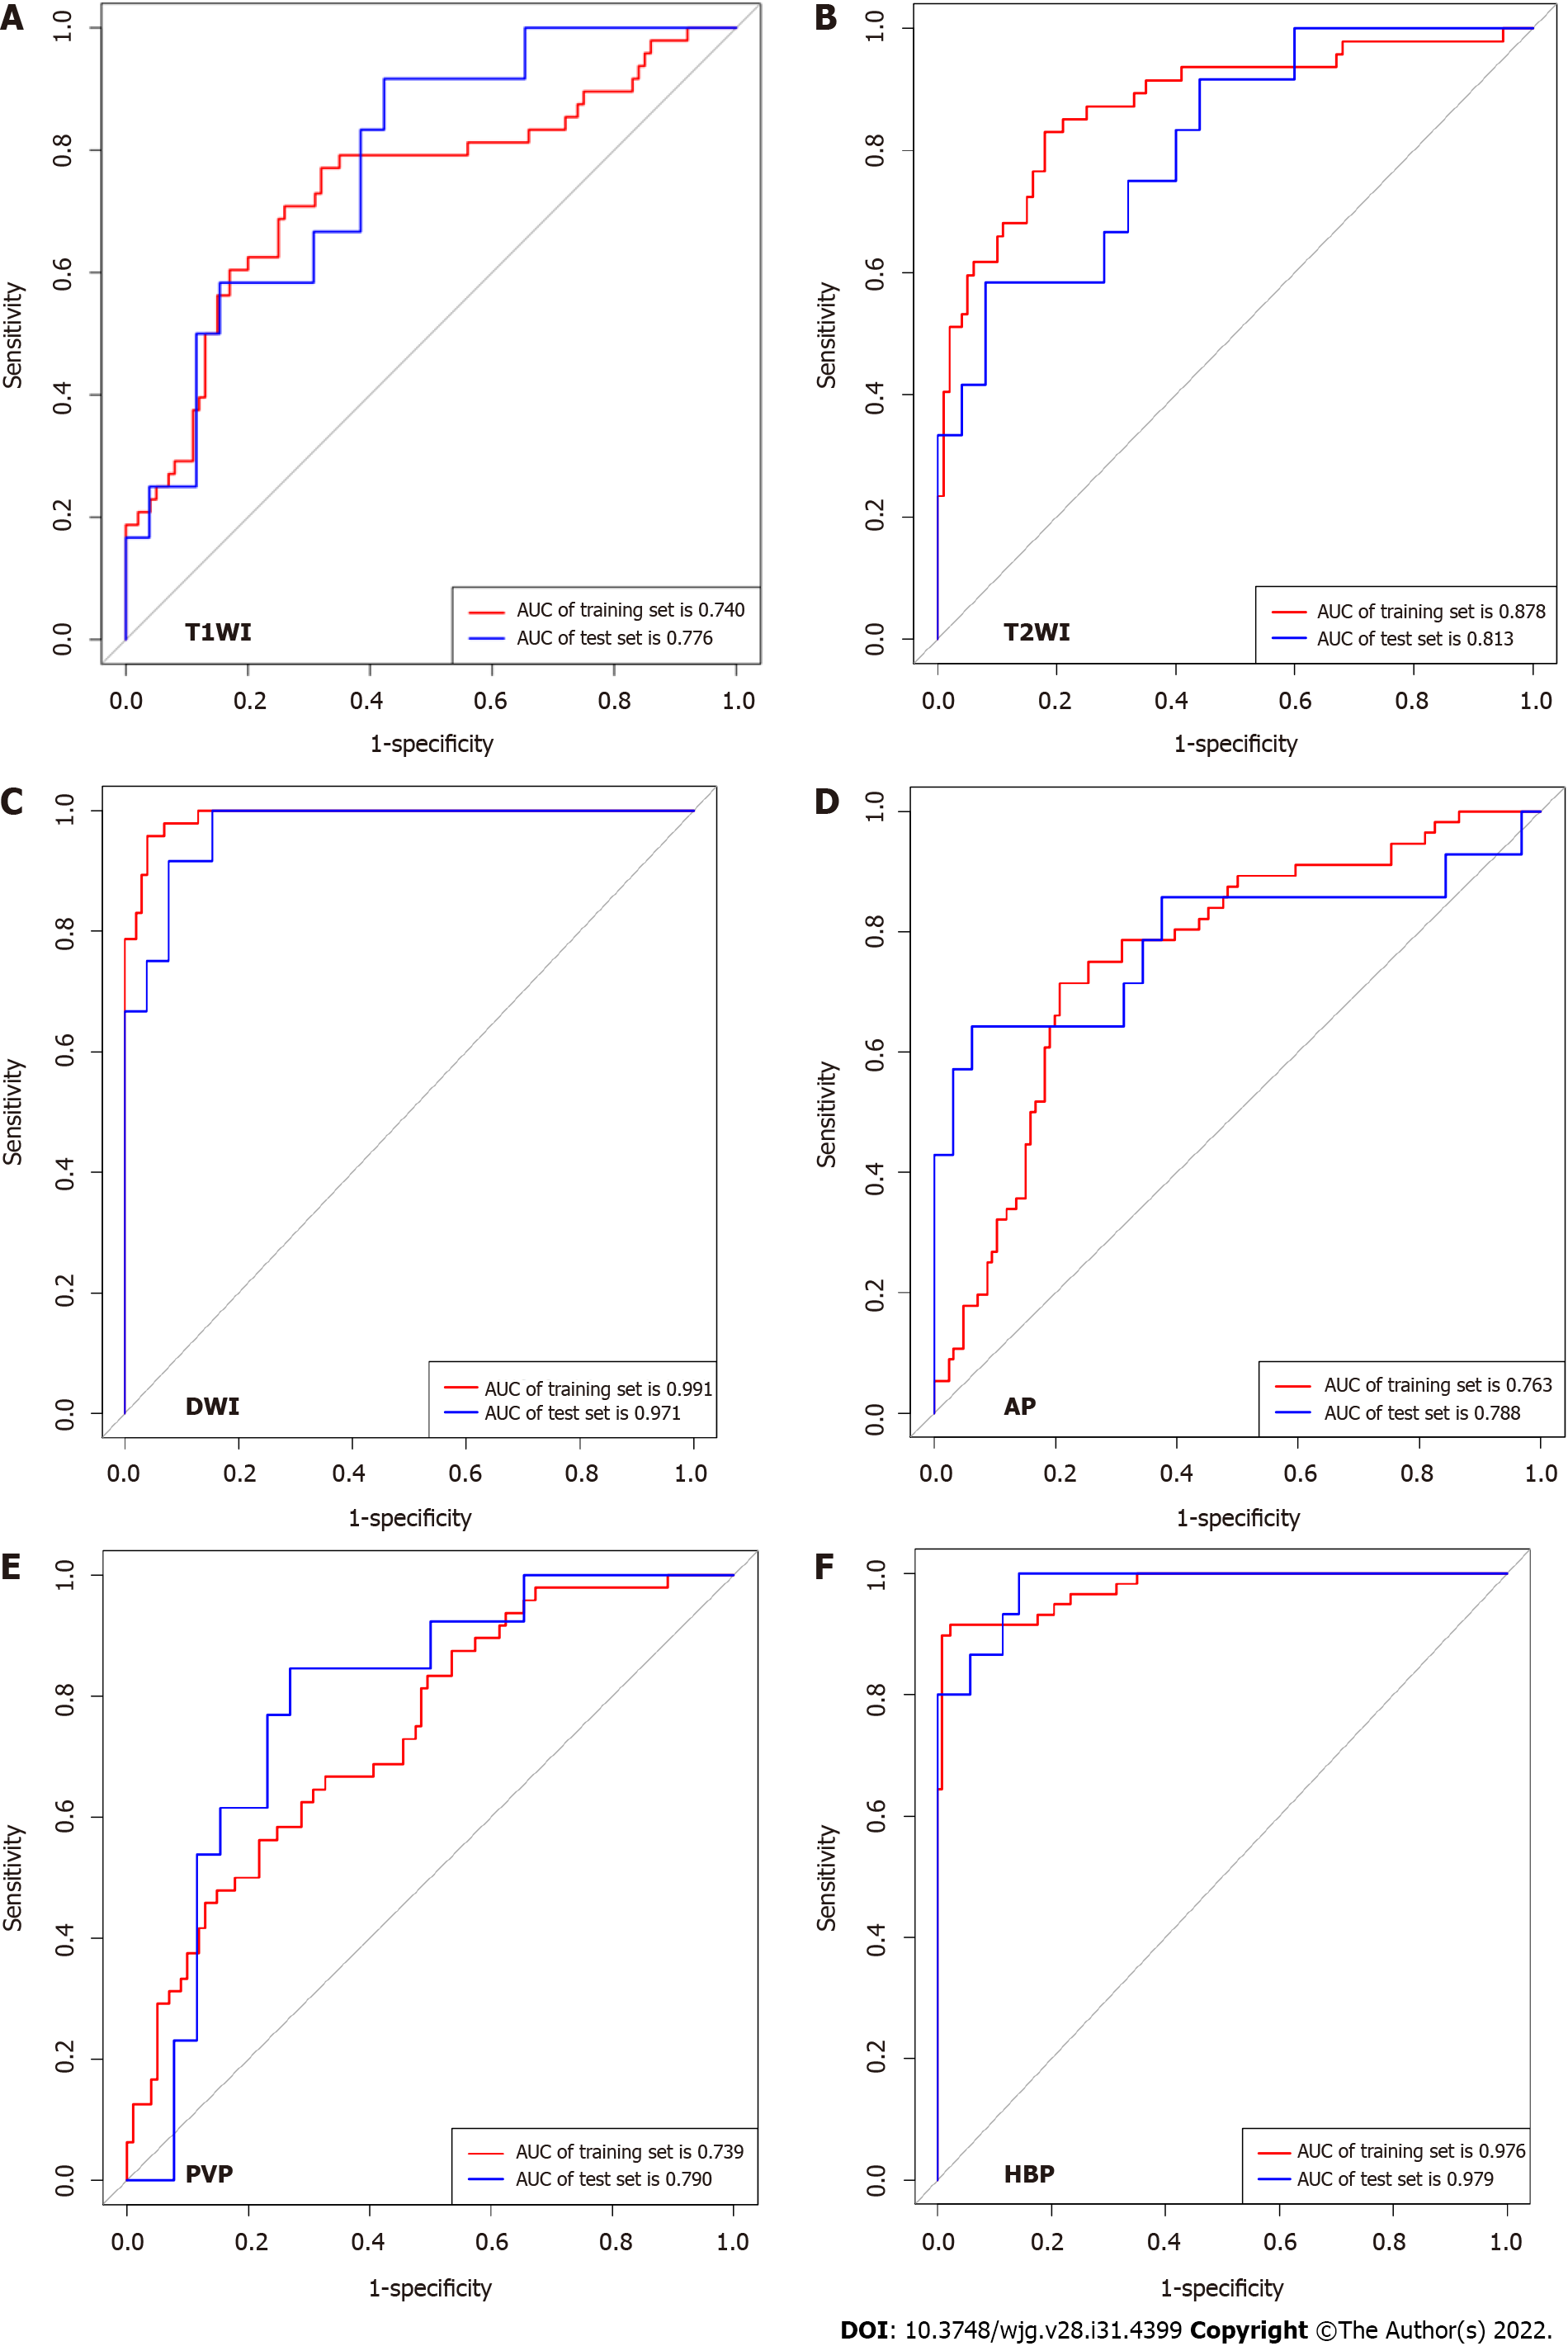 A
Sensitivity
1.0
0.8
0.6
0.4
0.2
0.0
T1WI
AUC of training set is 0.740
AUC of test set is 0.776
0.0 0.2 0.4 0.6 0.8 1.0
1-specificity
B
Sensitivity
1.0
0.8
0.6
0.4
0.2
0.0
T2WI
AUC of training set is 0.878
AUC of test set is 0.813
0.0 0.2 0.4 0.6 0.8 1.0
1-specificity
C
Sensitivity
1.0
0.8
0.6
0.4
0.2
0.0
DWI
AUC of training set is 0.991
AUC of test set is 0.971
0.0 0.2 0.4 0.6 0.8 1.0
1-specificity
D
Sensitivity
1.0
0.8
0.6
0.4
0.2
0.0
AP
AUC of training set is 0.763
AUC of test set is 0.788
0.0 0.2 0.4 0.6 0.8 1.0
1-specificity
E
Sensitivity
1.0
0.8
0.6
0.4
0.2
0.0
PVP
AUC of training set is 0.739
AUC of test set is 0.790
0.0 0.2 0.4 0.6 0.8 1.0
1-specificity
F
Sensitivity
1.0
0.8
0.6
0.4
0.2
0.0
HBP
AUC of training set is 0.976
AUC of test set is 0.979
0.0 0.2 0.4 0.6 0.8 1.0
1-specificity
DOI: 10.3748/wjg.v28.i31.4399 Copyright ©The Author(s) 2022.